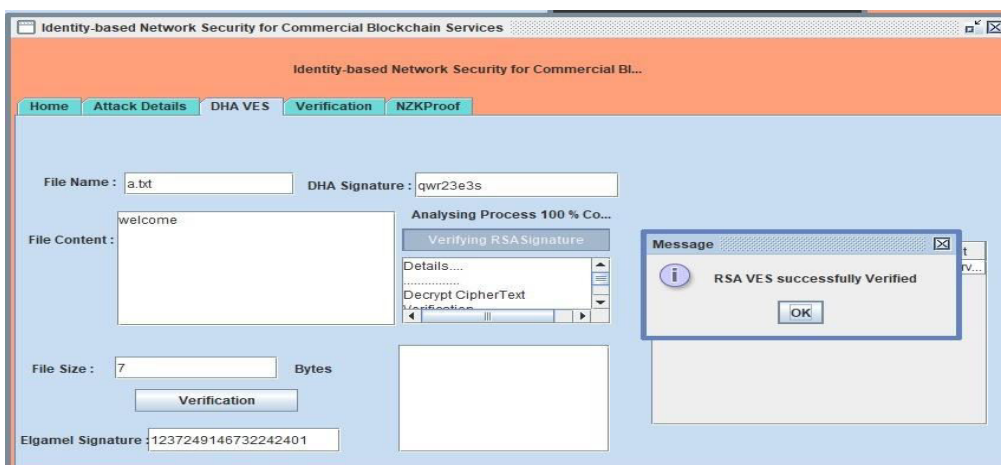 Identity-based Network Security for Commercial Blockchain Services
Identity-based Network Security for Commercial Bl...
Home Attack Details DHA VES Verification NZKProof
File Name : a.txt
DHA Signature : qwr23e3s
File Content : welcome
Analysing Process 100 % Co...
Verifying RSASignature
Details....
...............
Decrypt CipherText
Verification
Message
RSA VES successfully Verified
OK
t
rv...
File Size : 7 Bytes
Verification
Elgamel Signature : 1237249146732242401